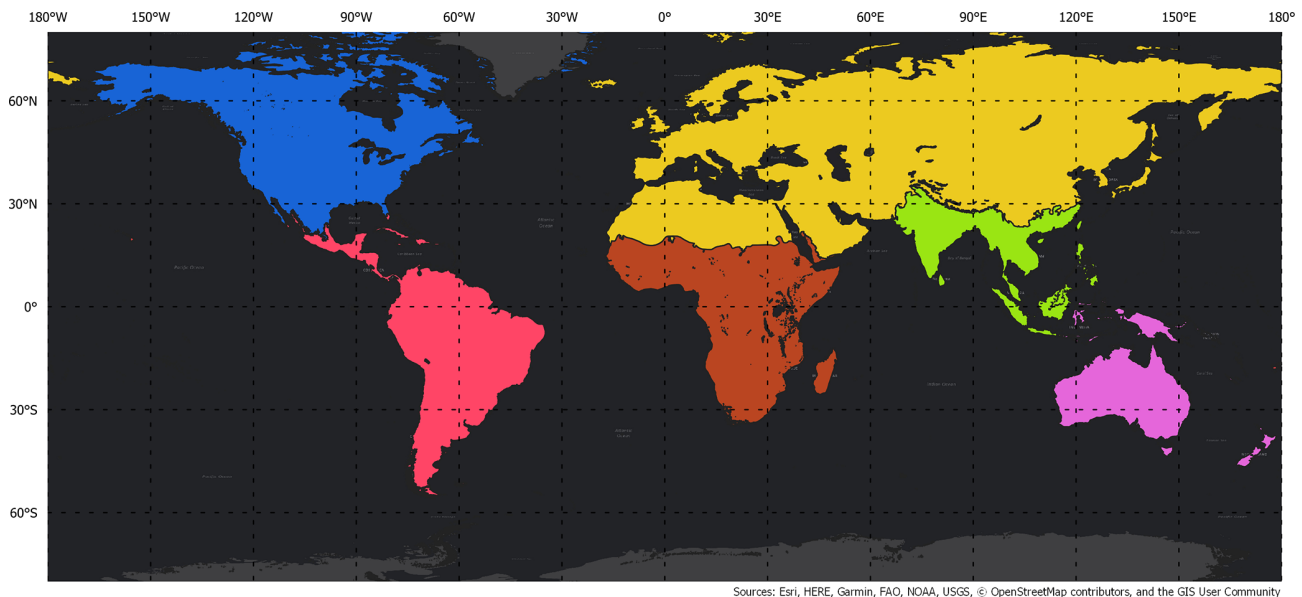 180°W 150°W 120°W 90°W 60°W 30°W 0° 30°E 60°E 90°E 120°E 150°E 180°
60°N
30°N
0°
30°S
60°S
Sources: Esri, HERE, Garmin, FAO, NOAA, USGS, © OpenStreetMap contributors, and the GIS User Community